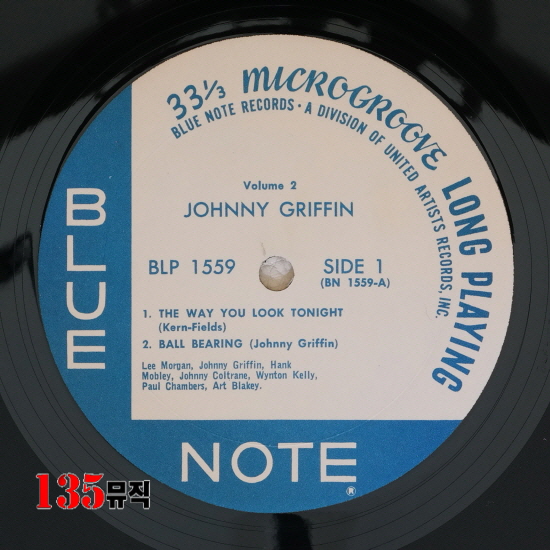 33⅓ MICROGROOVE LONG PLAYING
BLUE NOTE RECORDS · A DIVISION OF UNITED ARTISTS RECORDS, INC.
Volume 2
JOHNNY GRIFFIN
BLP 1559
SIDE 1
(BN 1559-A)
1. THE WAY YOU LOOK TONIGHT
(Kern-Fields)
2. BALL BEARING (Johnny Griffin)
Lee Morgan, Johnny Griffin, Hank
Mobley, Johnny Coltrane, Wynton Kelly,
Paul Chambers, Art Blakey.
BLUE
NOTE®
135뮤직